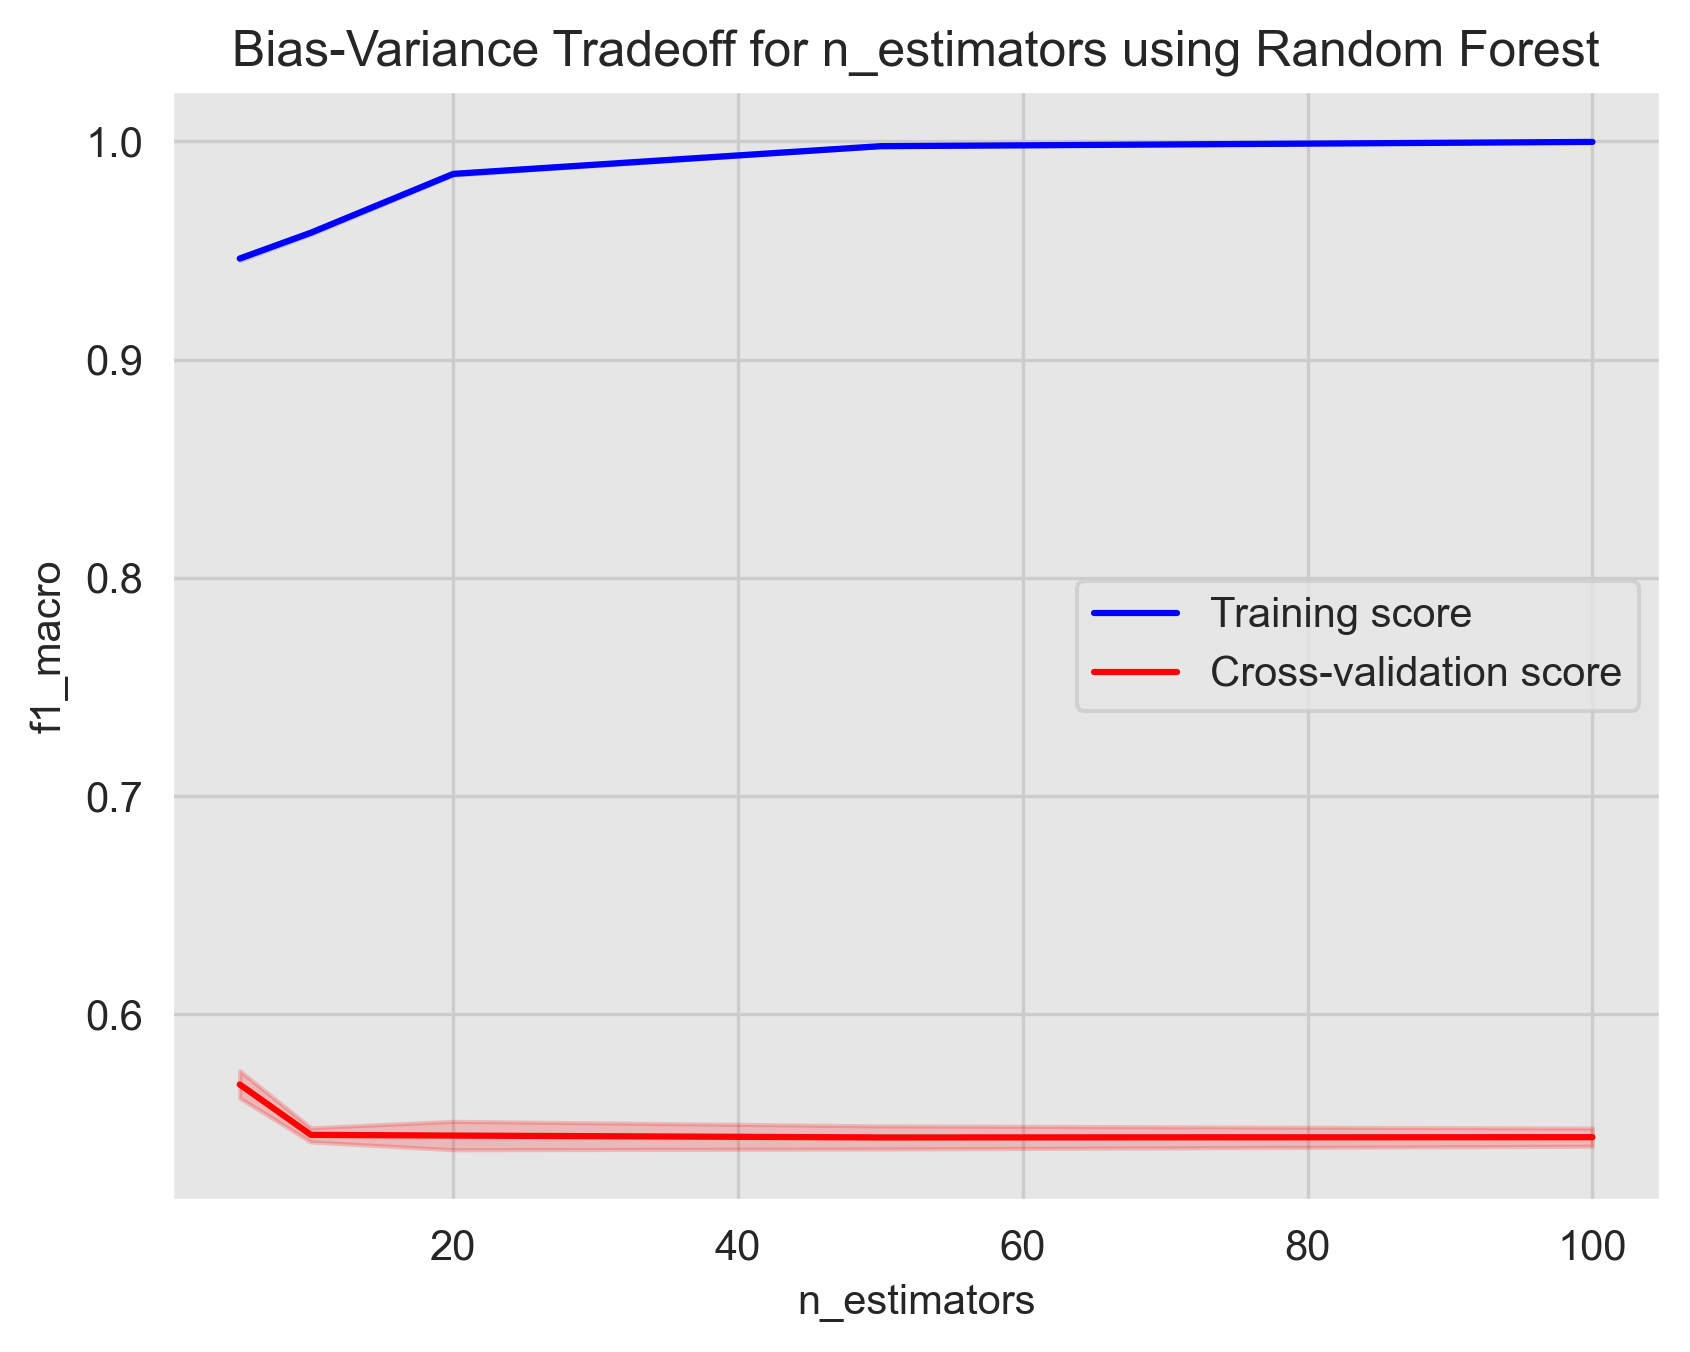 Bias-Variance Tradeoff for n_estimators using Random Forest
1.0
0.9
0.8
0.7
0.6
f1_macro
Training score
Cross-validation score
20 40 60 80 100
n_estimators